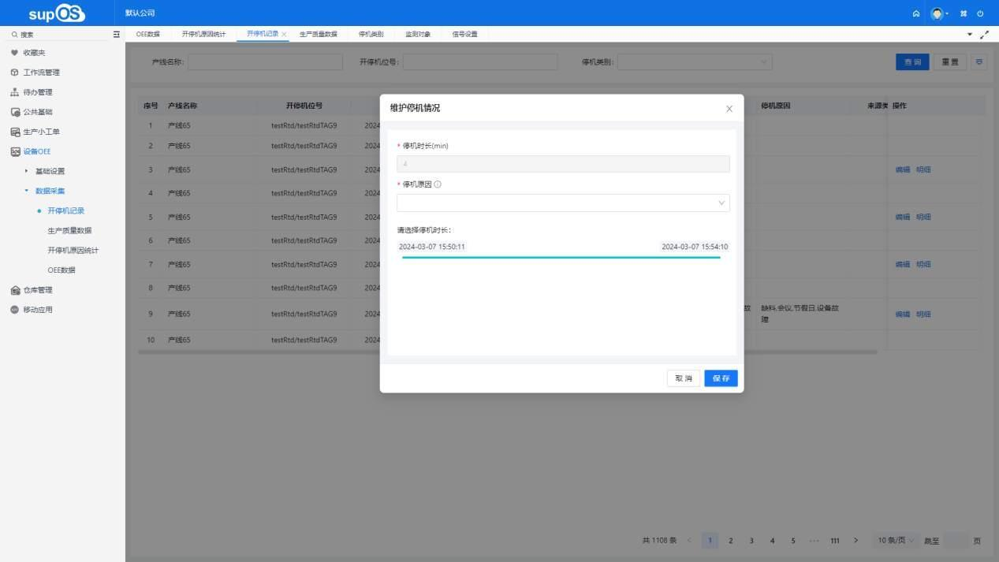 supOS 默认公司
搜索
OEE数据 开停机原因统计 开停机记录 生产质量数据 停机类别 监测对象 信号设置
收藏夹
工作流管理
待办管理
公共基础
生产小工单
设备OEE
基础设置
数据采集
开停机记录
生产质量数据
开停机原因统计
OEE数据
仓库管理
移动应用
产线名称: 开停机位号: 停机类别: 查 询 重 置
序号 产线名称 开停机位号 停机原因 来源类 操作
1 产线65 testRtd/testRtdTAG9 2024
2 产线65 testRtd/testRtdTAG9 2024
3 产线65 testRtd/testRtdTAG9 2024 编辑 明细
4 产线65 testRtd/testRtdTAG9 2024
5 产线65 testRtd/testRtdTAG9 2024 编辑 明细
6 产线65 testRtd/testRtdTAG9 2024
7 产线65 testRtd/testRtdTAG9 2024 编辑 明细
8 产线65 testRtd/testRtdTAG9 2024
9 产线65 testRtd/testRtdTAG9 2024 故 缺料,会议,节假日,设备故
障 编辑 明细
10 产线65 testRtd/testRtdTAG9 2024
维护停机情况
* 停机时长(min)
4
* 停机原因
请选择停机时长:
2024-03-07 15:50:11 2024-03-07 15:54:10
取 消 保 存
共 1108 条 < 1 2 3 4 5 ··· 111 > 10 条/页 跳至 页